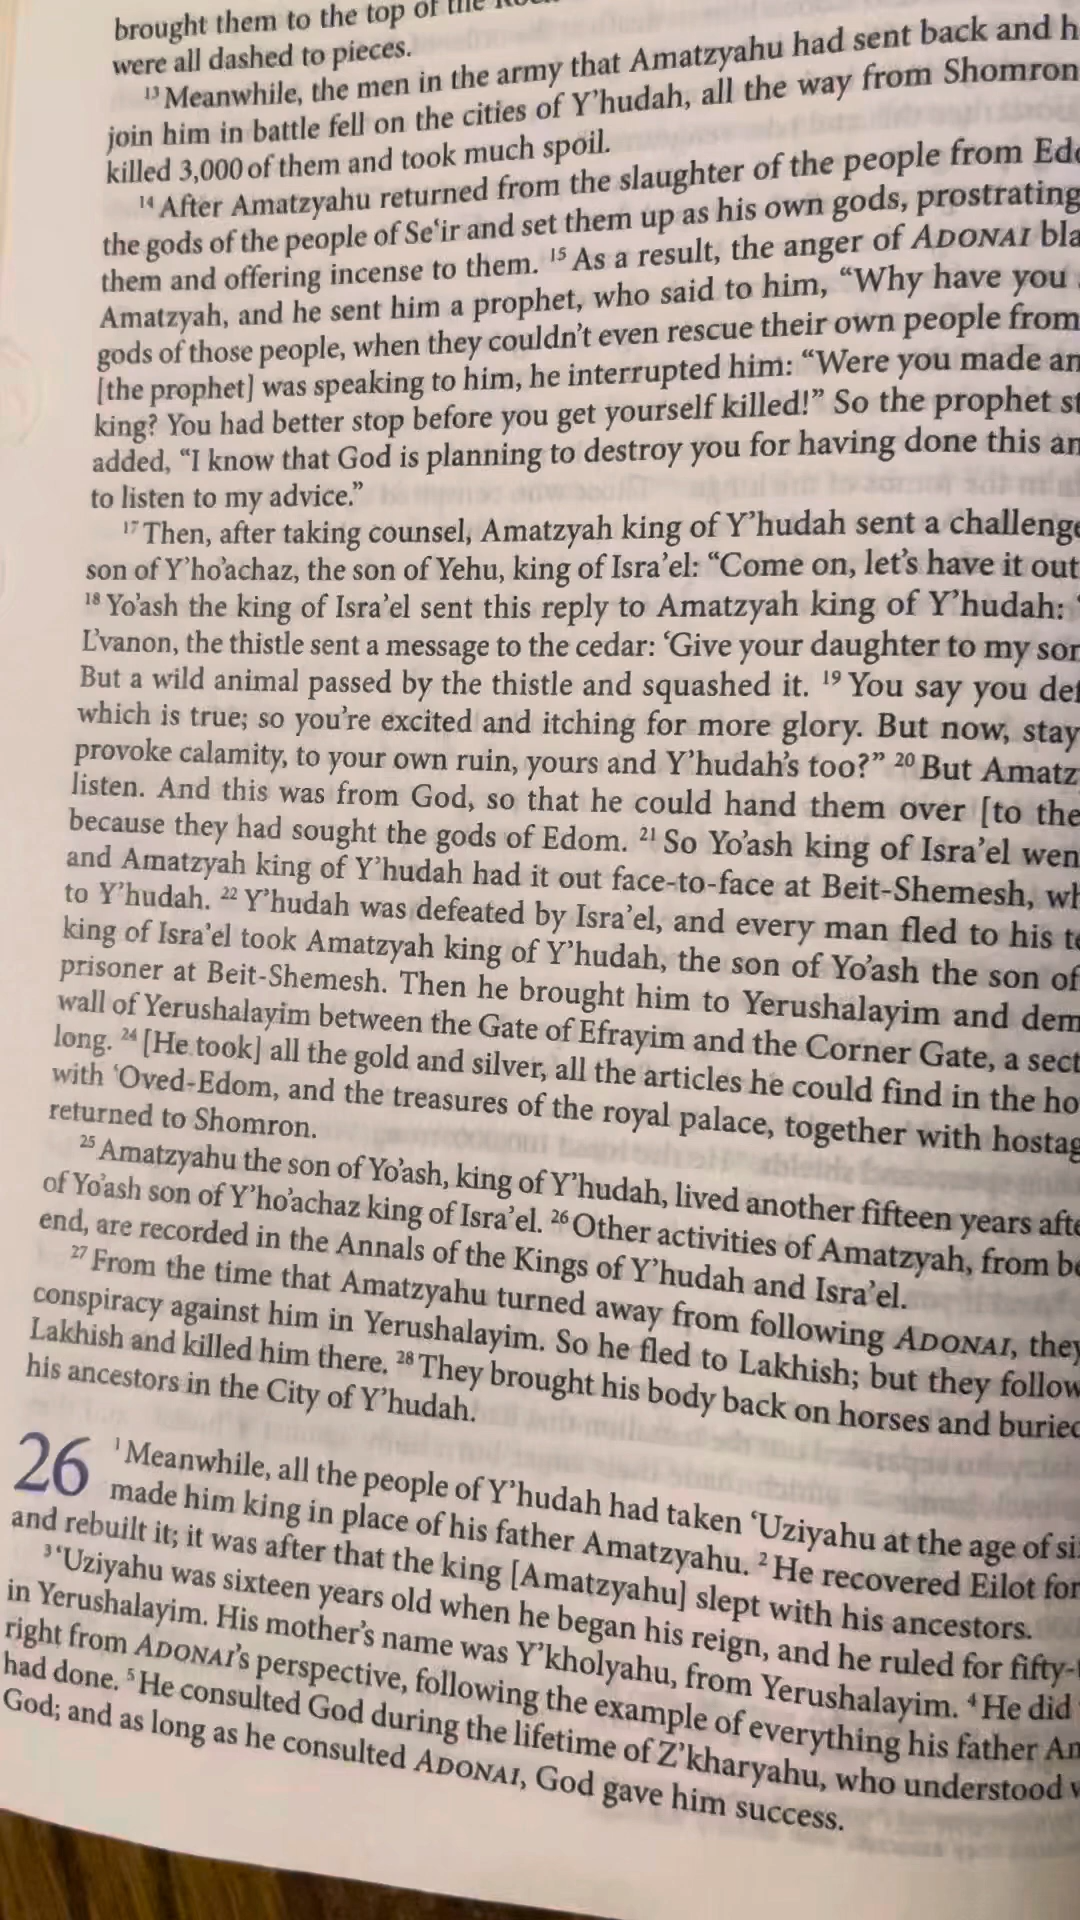 brought them to the top of the
were all dashed to pieces.
13 Meanwhile, the men in the army that Amatzyahu had sent back and
join him in battle fell on the cities of Y’hudah, all the way from Shomron
killed 3,000 of them and took much spoil.
14 After Amatzyahu returned from the slaughter of the people from
the gods of the people of Se‘ir and set them up as his own gods, prostrating
them and offering incense to them. 15 As a result, the anger of ADONAI
Amatzyah, and he sent him a prophet, who said to him, “Why have you
gods of those people, when they couldn’t even rescue their own people from
[the prophet] was speaking to him, he interrupted him: “Were you made
king? You had better stop before you get yourself killed!” So the prophet
added, “I know that God is planning to destroy you for having done this
to listen to my advice.”
17 Then, after taking counsel, Amatzyah king of Y’hudah sent a challenge
son of Y’ho’achaz, the son of Yehu, king of Isra’el: “Come on, let’s have it out
18 Yo’ash the king of Isra’el sent this reply to Amatzyah king of Y’hudah:
L’vanon, the thistle sent a message to the cedar: ‘Give your daughter to my
But a wild animal passed by the thistle and squashed it. 19 You say you
which is true; so you’re excited and itching for more glory. But now, stay
provoke calamity, to your own ruin, yours and Y’hudah’s too?” 20 But
listen. And this was from God, so that he could hand them over [to the
because they had sought the gods of Edom. 21 So Yo’ash king of Isra’el
and Amatzyah king of Y’hudah had it out face-to-face at Beit-Shemesh,
to Y’hudah. 22 Y’hudah was defeated by Isra’el, and every man fled to his
king of Isra’el took Amatzyah king of Y’hudah, the son of Yo’ash the son of
prisoner at Beit-Shemesh. Then he brought him to Yerushalayim and
wall of Yerushalayim between the Gate of Efrayim and the Corner Gate, a
long. 24 [He took] all the gold and silver, all the articles he could find in the
with ‘Oved-Edom, and the treasures of the royal palace, together with
returned to Shomron.
25 Amatzyahu the son of Yo’ash, king of Y’hudah, lived another fifteen years
of Yo’ash son of Y’ho’achaz king of Isra’el. 26 Other activities of Amatzyah, from
end, are recorded in the Annals of the Kings of Y’hudah and Isra’el.
27 From the time that Amatzyahu turned away from following ADONAI, they
conspiracy against him in Yerushalayim. So he fled to Lakhish; but they
Lakhish and killed him there. 28 They brought his body back on horses and
his ancestors in the City of Y’hudah.
26 1 Meanwhile, all the people of Y’hudah had taken ‘Uziyahu at the age of
made him king in place of his father Amatzyahu. 2 He recovered Eilot for
and rebuilt it; it was after that the king [Amatzyahu] slept with his ancestors.
3 ‘Uziyahu was sixteen years old when he began his reign, and he ruled for fifty-
in Yerushalayim. His mother’s name was Y’kholyahu, from Yerushalayim. 4 He did
right from ADONAI’s perspective, following the example of everything his father
had done. 5 He consulted God during the lifetime of Z’kharyahu, who understood
God; and as long as he consulted ADONAI, God gave him success.